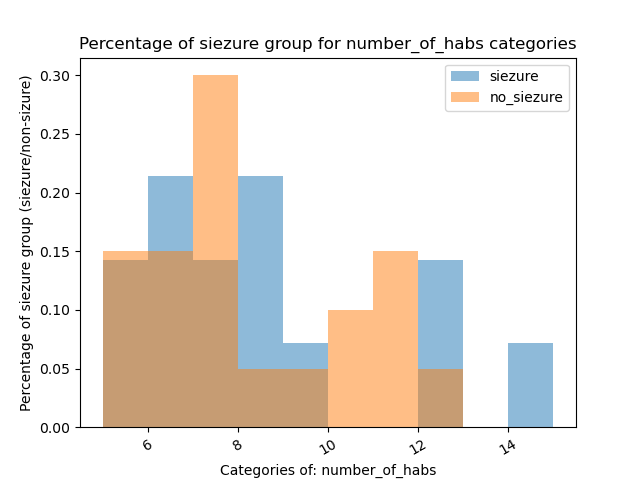 Percentage of siezure group for number_of_habs categories
siezure
no_siezure
Percentage of siezure group (siezure/non-sizure)
0.30
0.25
0.20
0.15
0.10
0.05
0.00
6
8
10
12
14
Categories of: number_of_habs